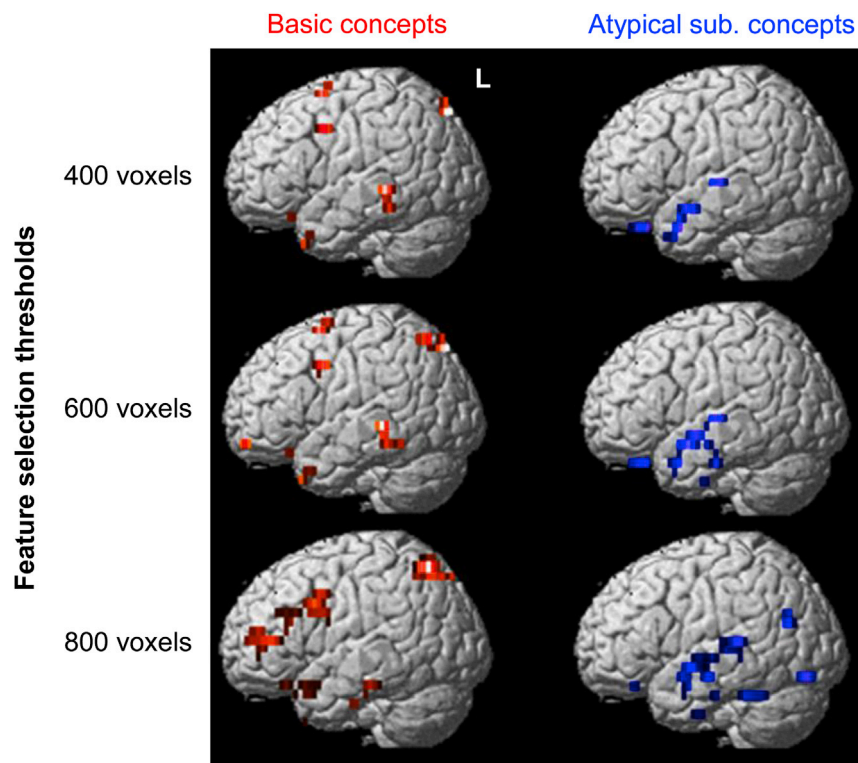 Basic concepts
Atypical sub. concepts
L
Feature selection thresholds
400 voxels
600 voxels
800 voxels